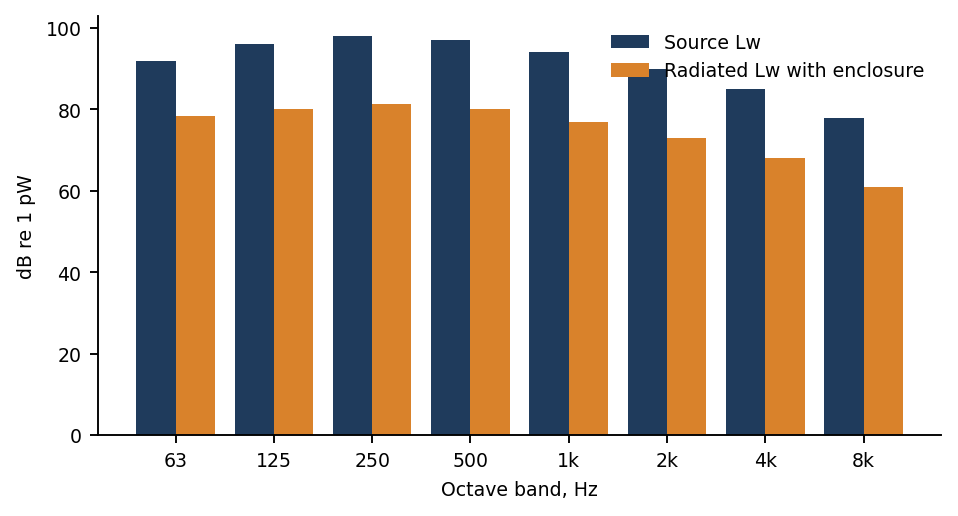 Source Lw
Radiated Lw with enclosure
dB re 1 pW
100
80
60
40
20
0
63 125 250 500 1k 2k 4k 8k
Octave band, Hz